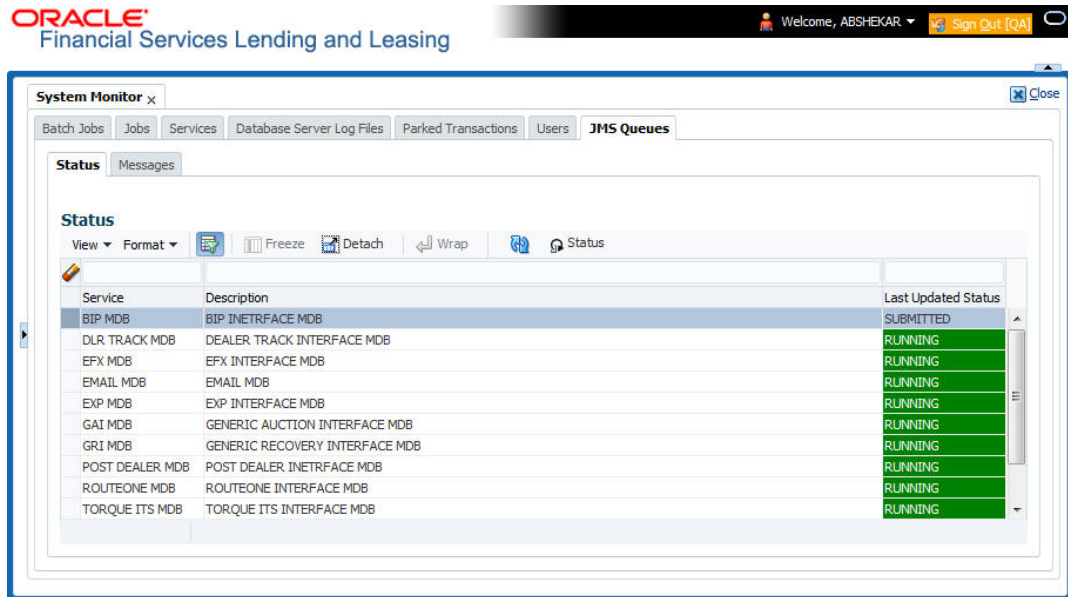 ORACLE
Financial Services Lending and Leasing
Welcome, ABSHEKAR
Sign Out [QA]
System Monitor x
Close
Batch Jobs Jobs Services Database Server Log Files Parked Transactions Users JMS Queues
Status Messages
Status
View Format Freeze Detach Wrap Status
Service Description Last Updated Status
BIP MDB BIP INETRFACE MDB SUBMITTED
DLR TRACK MDB DEALER TRACK INTERFACE MDB RUNNING
EFX MDB EFX INTERFACE MDB RUNNING
EMAIL MDB EMAIL MDB RUNNING
EXP MDB EXP INTERFACE MDB RUNNING
GAI MDB GENERIC AUCTION INTERFACE MDB RUNNING
GRI MDB GENERIC RECOVERY INTERFACE MDB RUNNING
POST DEALER MDB POST DEALER INETRFACE MDB RUNNING
ROUTEONE MDB ROUTEONE INTERFACE MDB RUNNING
TORQUE ITS MDB TORQUE ITS INTERFACE MDB RUNNING